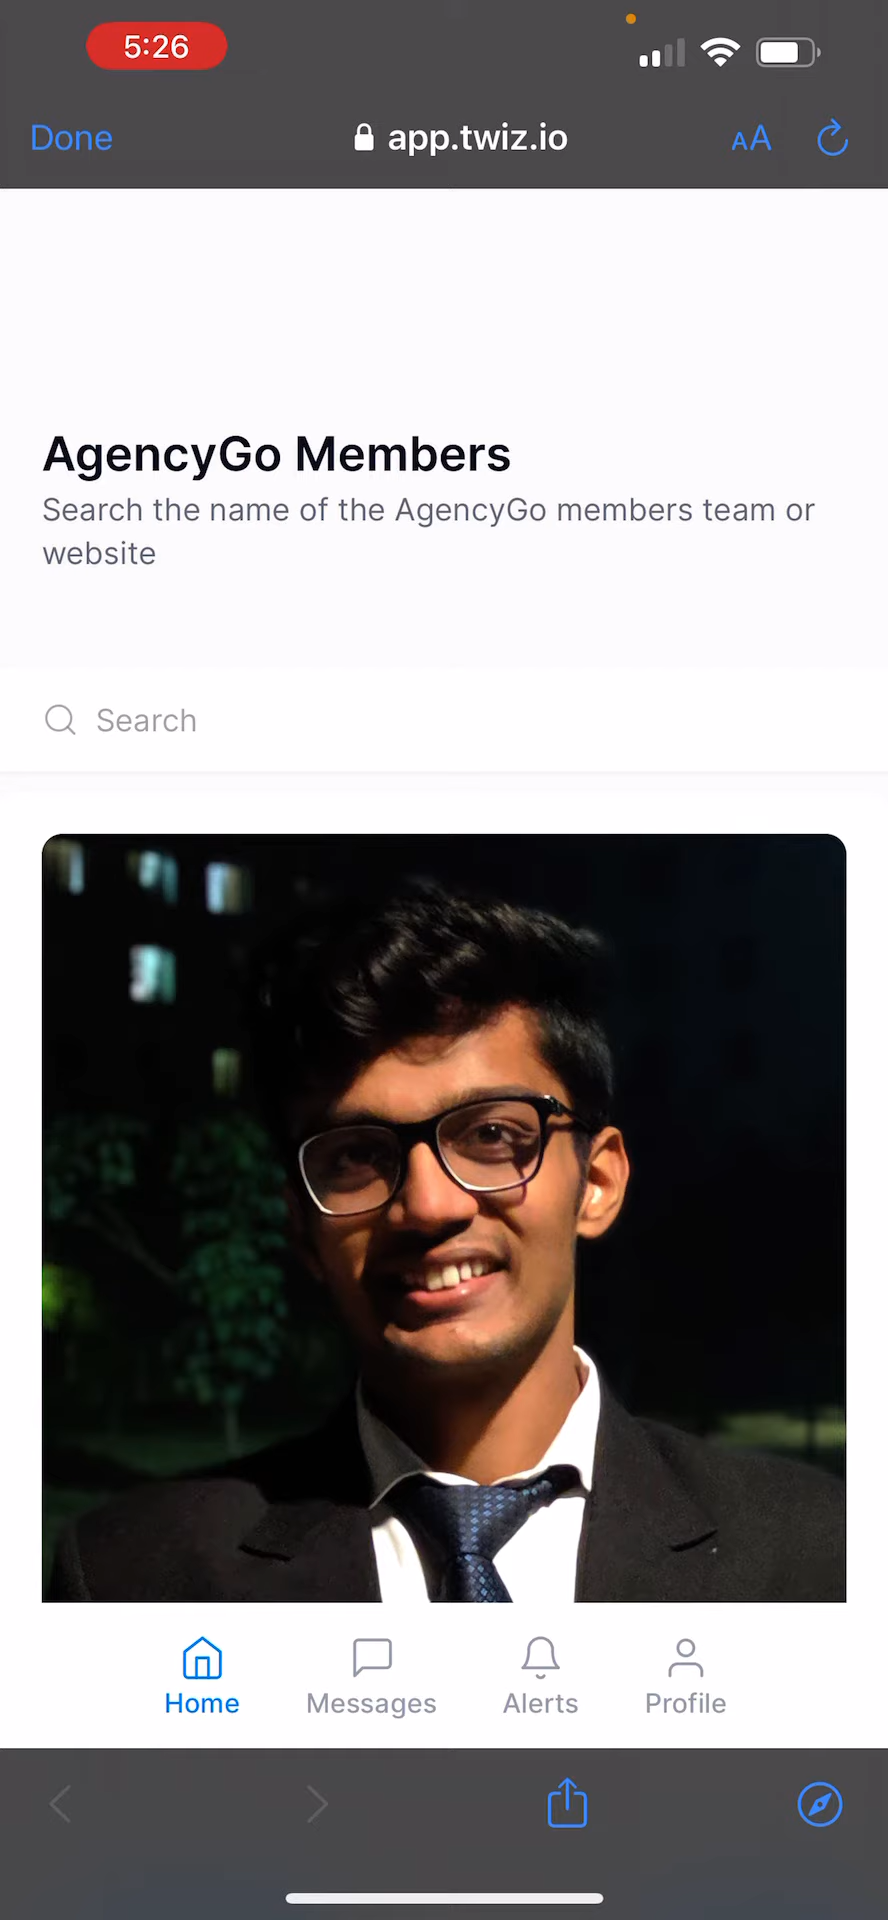 5:26
Done
app.twiz.io
AA
AgencyGo Members
Search the name of the AgencyGo members team or
website
Search
Home
Messages
Alerts
Profile